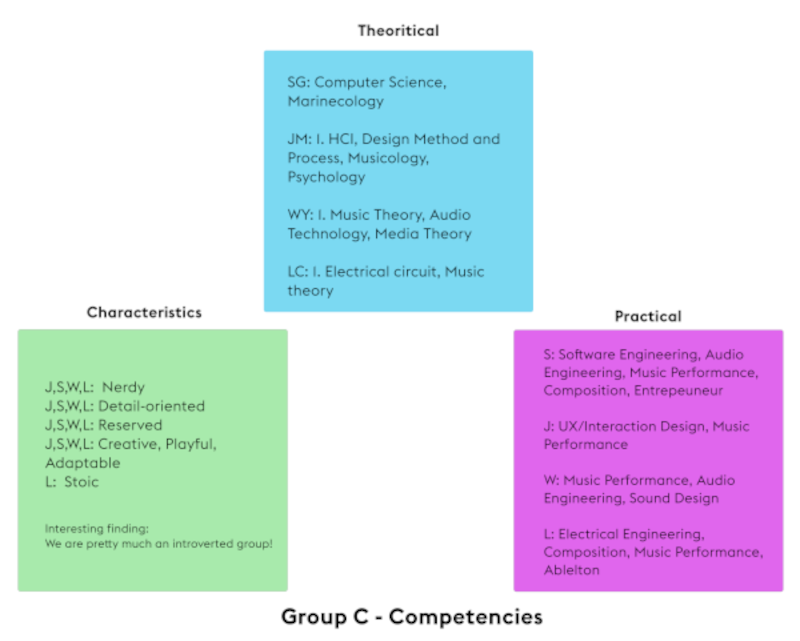 Theoritical
SG: Computer Science,
Marinecology
JM: I. HCI, Design Method and
Process, Musicology,
Psychology
WY: I. Music Theory, Audio
Technology, Media Theory
LC: I. Electrical circuit, Music
theory
Characteristics
J,S,W,L:  Nerdy
J,S,W,L: Detail-oriented
J,S,W,L: Reserved
J,S,W,L: Creative, Playful,
Adaptable
L:  Stoic
Interesting finding:
We are pretty much an introverted group!
Practical
S: Software Engineering, Audio
Engineering, Music Performance,
Composition, Entrepeuneur
J: UX/Interaction Design, Music
Performance
W: Music Performance, Audio
Engineering, Sound Design
L: Electrical Engineering,
Composition, Music Performance,
Ablelton
Group C - Competencies